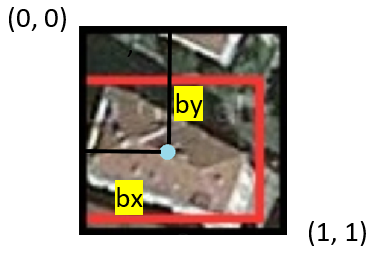 (0, 0)
by
bx
(1, 1)